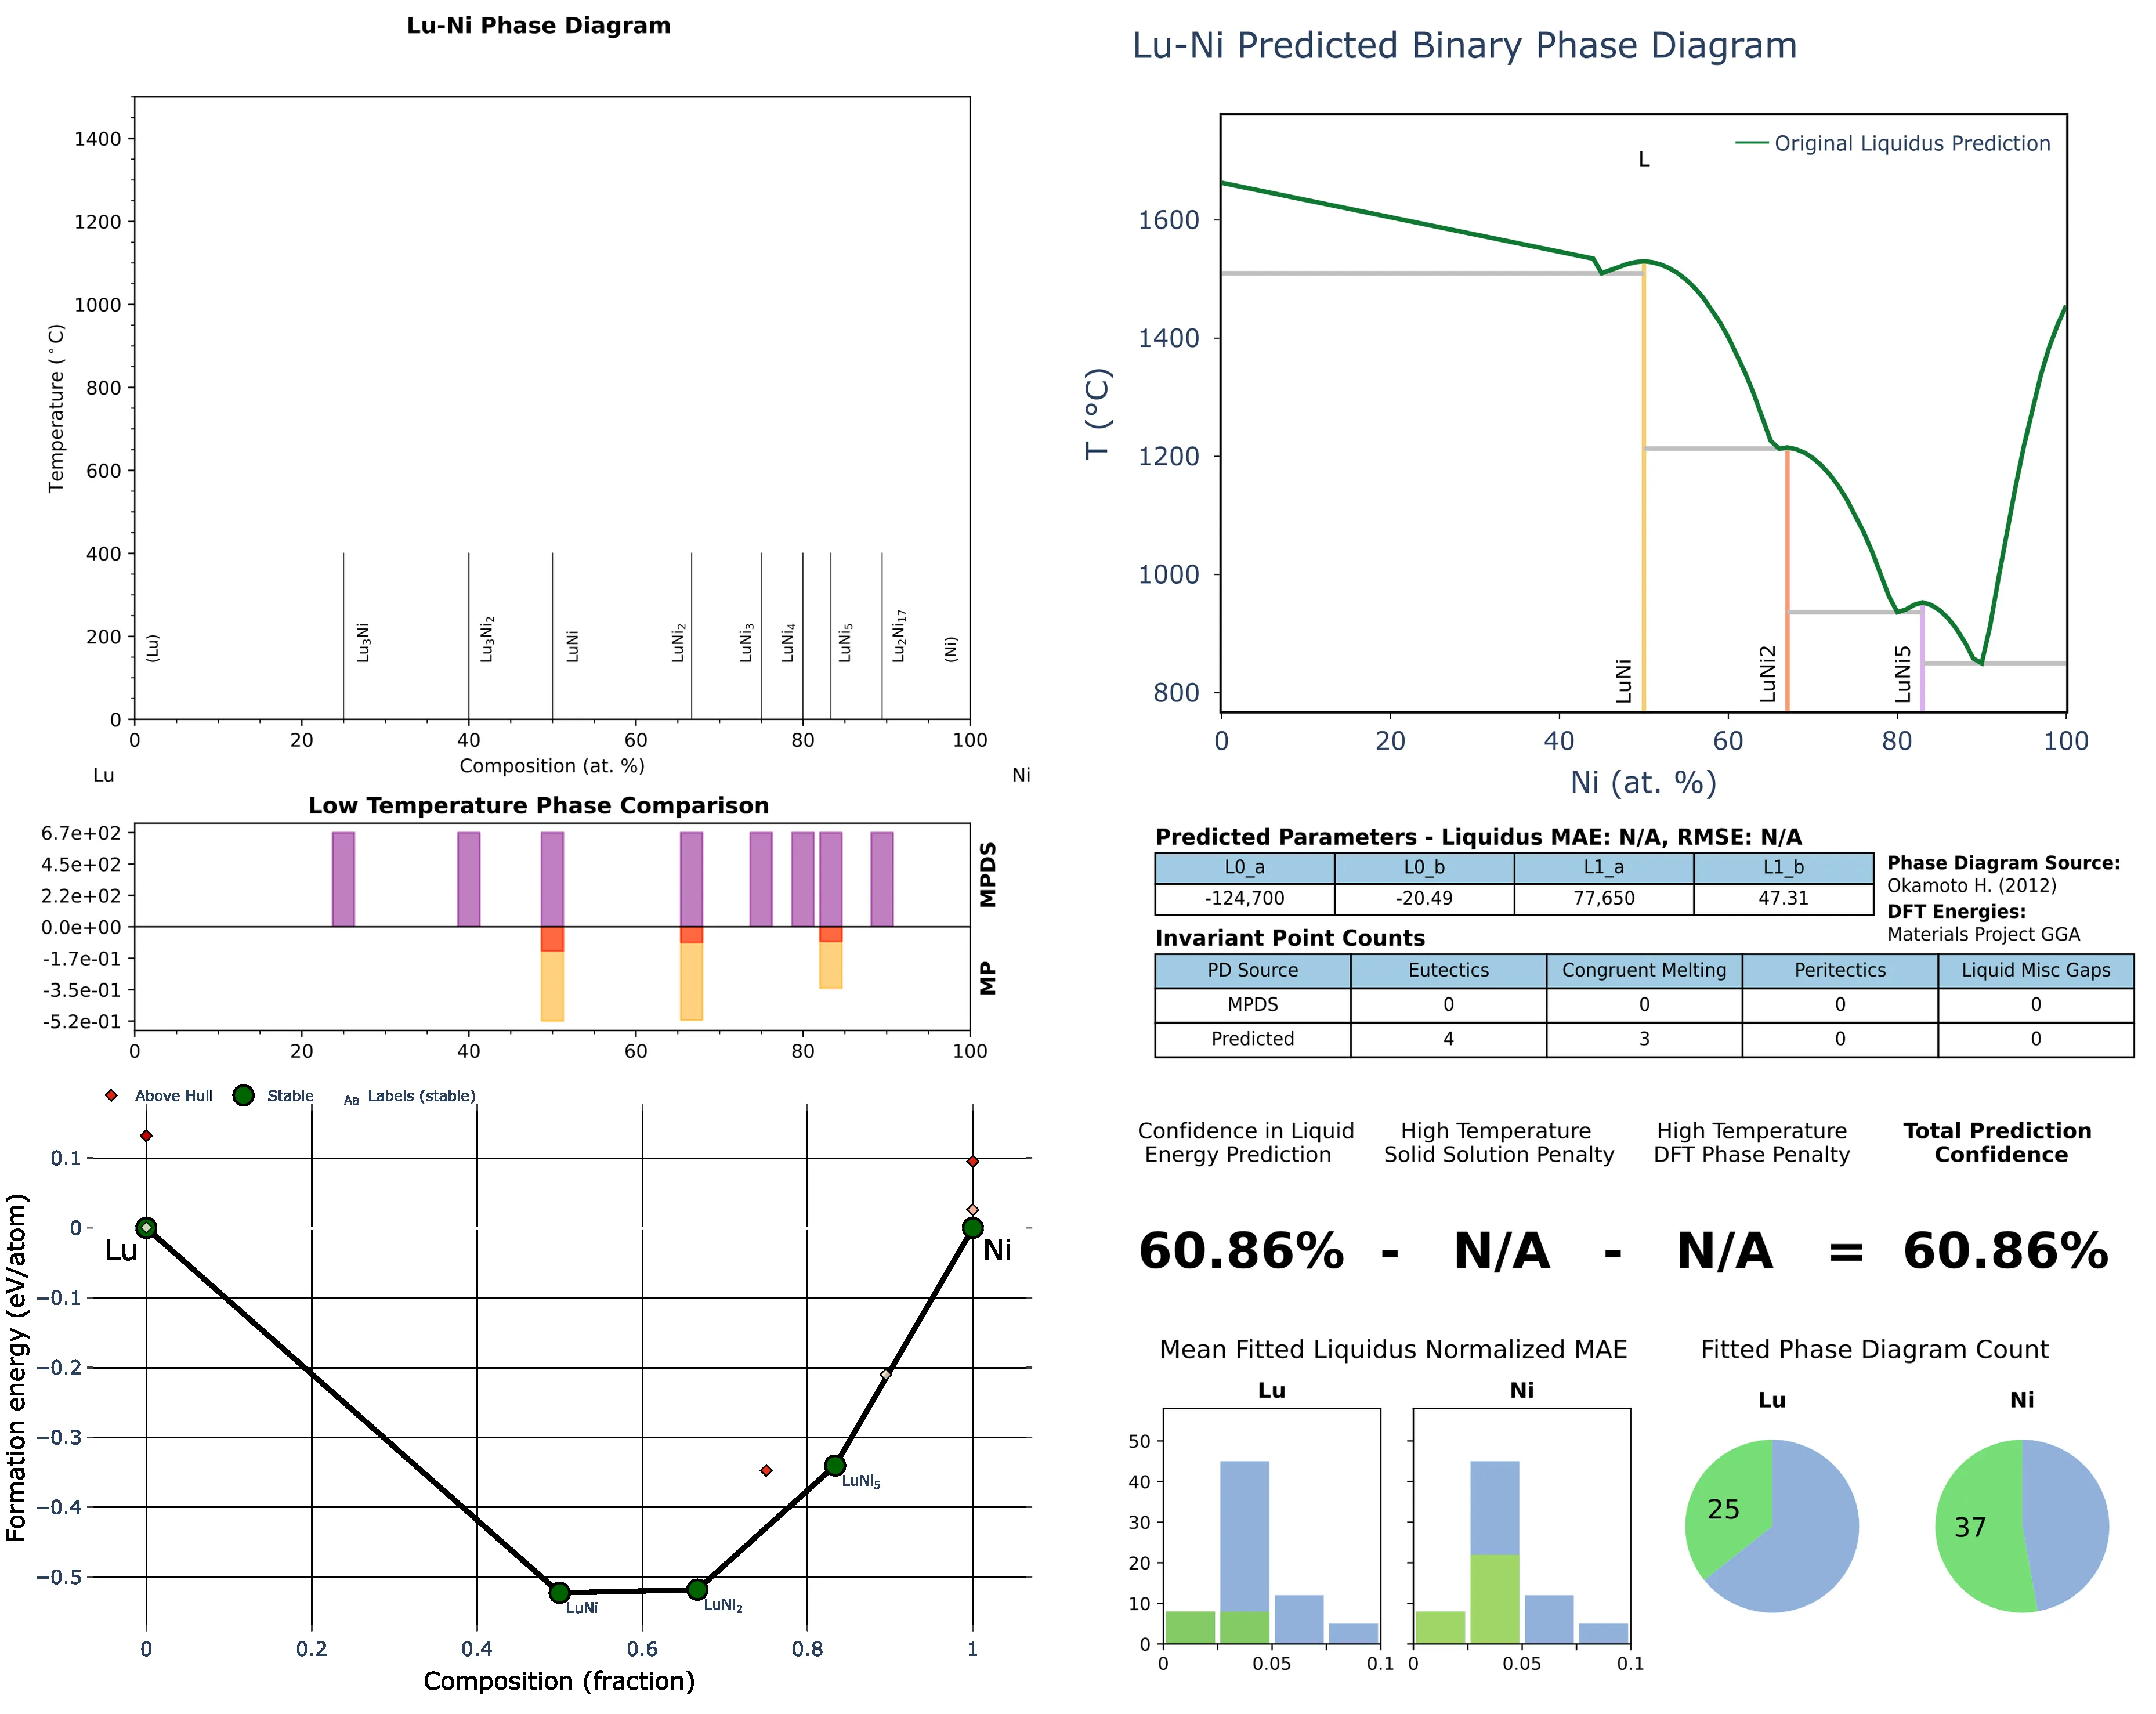 Lu-Ni Phase Diagram
1400
1200
1000
800
600
400
200
0
Temperature (°C)
(Lu)
Lu3Ni
Lu3Ni2
LuNi
LuNi2
LuNi3
LuNi4
LuNi5
Lu2Ni17
(Ni)
0 20 40 60 80 100
Composition (at. %)
Lu Ni
Low Temperature Phase Comparison
6.7e+02
4.5e+02
2.2e+02
0.0e+00
-1.7e-01
-3.5e-01
-5.2e-01
MPDS
MP
0 20 40 60 80 100
Above Hull Stable Aa Labels (stable)
0.1
0
−0.1
−0.2
−0.3
−0.4
−0.5
Formation energy (eV/atom)
Lu
Ni
LuNi5
LuNi
LuNi2
0 0.2 0.4 0.6 0.8 1
Composition (fraction)
Lu-Ni Predicted Binary Phase Diagram
L
Original Liquidus Prediction
1600
1400
1200
1000
800
T (°C)
LuNi
LuNi2
LuNi5
0 20 40 60 80 100
Ni (at. %)
Predicted Parameters - Liquidus MAE: N/A, RMSE: N/A
L0_a L0_b L1_a L1_b
-124,700 -20.49 77,650 47.31
Phase Diagram Source:
Okamoto H. (2012)
DFT Energies:
Materials Project GGA
Invariant Point Counts
PD Source Eutectics Congruent Melting Peritectics Liquid Misc Gaps
MPDS 0 0 0 0
Predicted 4 3 0 0
Confidence in Liquid Energy Prediction
High Temperature Solid Solution Penalty
High Temperature DFT Phase Penalty
Total Prediction Confidence
60.86% - N/A - N/A = 60.86%
Mean Fitted Liquidus Normalized MAE
Lu Ni
50
40
30
20
10
0
0 0.05 0.1
0 0.05 0.1
Fitted Phase Diagram Count
Lu Ni
25
37